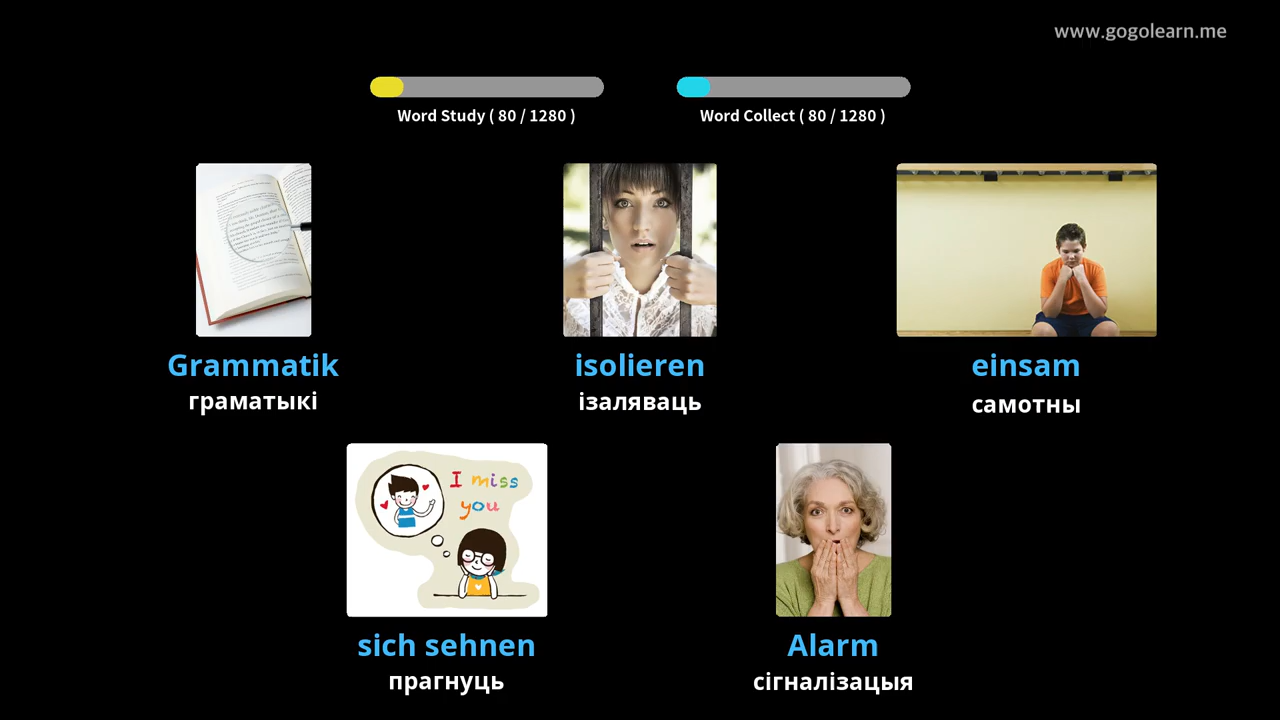 www.gogolearn.me
Word Study ( 80 / 1280 )
Word Collect ( 80 / 1280 )
Grammatik
граматыкі
isolieren
ізаляваць
einsam
самотны
I miss
you
sich sehnen
прагнуць
Alarm
сігналізацыя